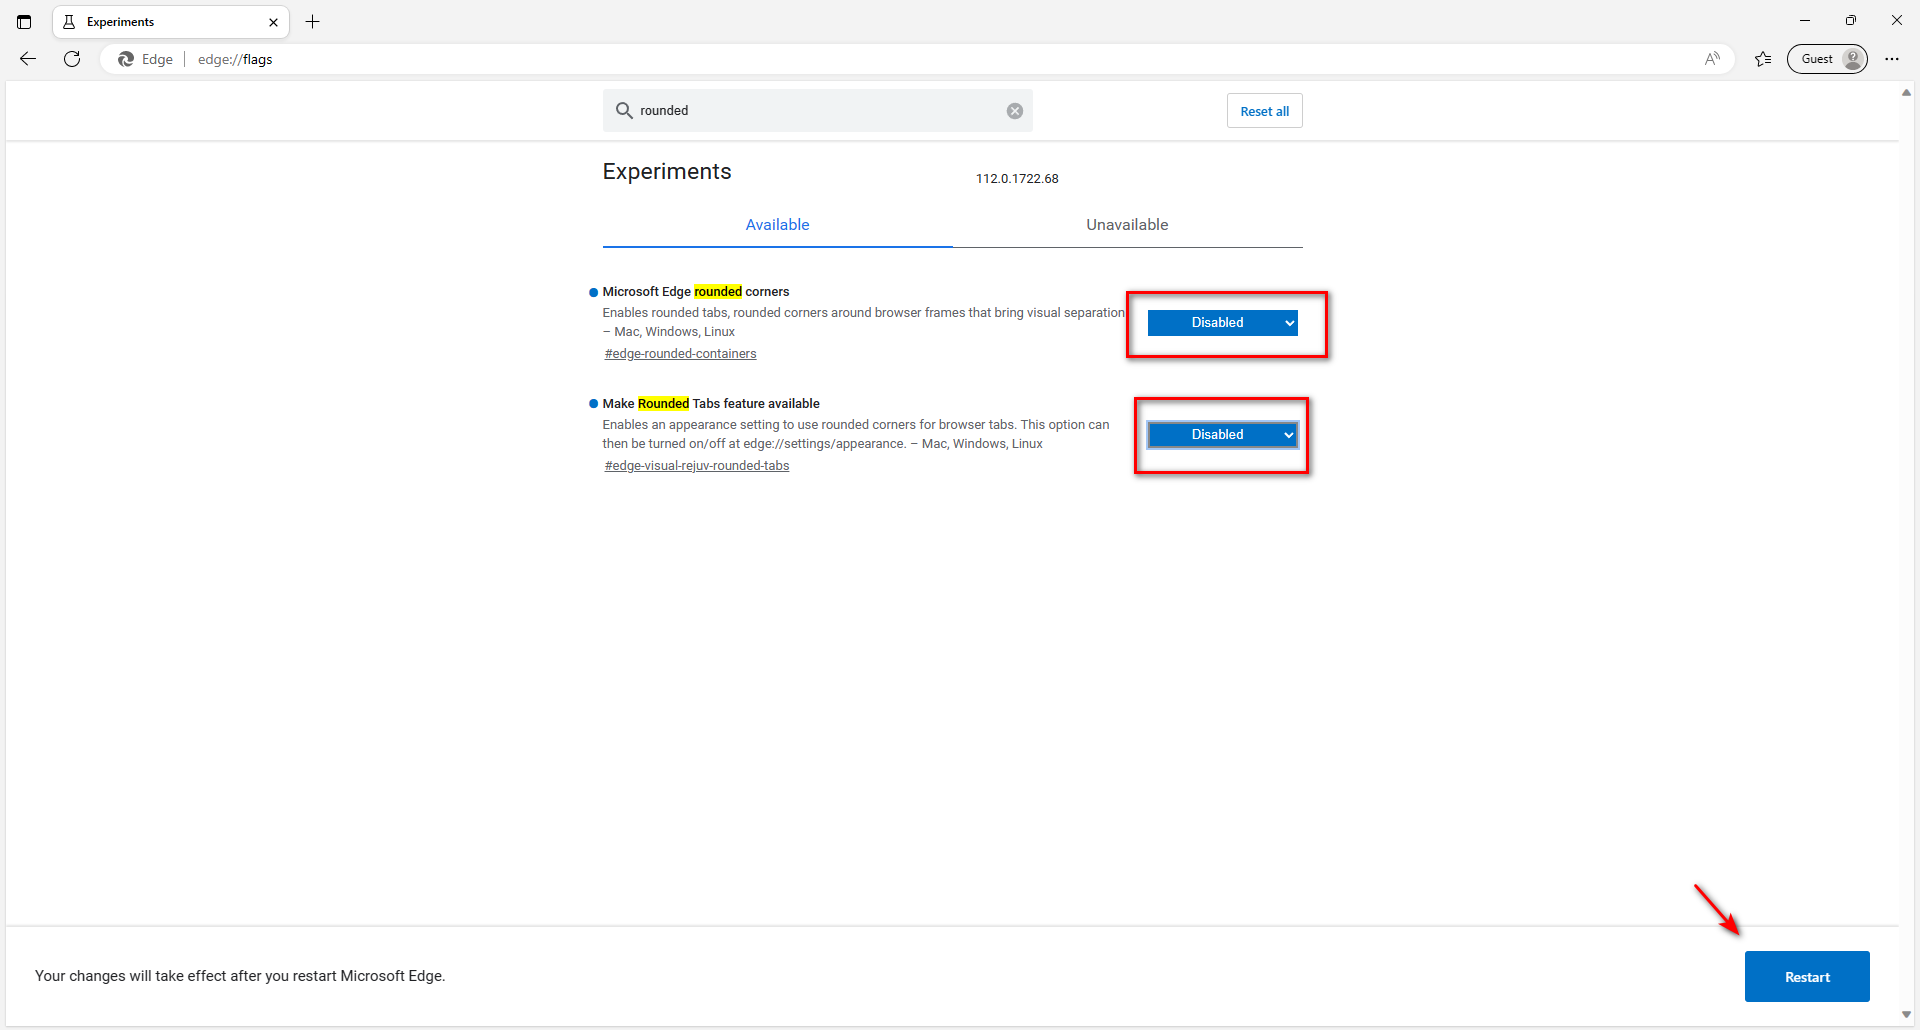 Experiments
Edge edge://flags
Guest
rounded
Reset all
Experiments 112.0.1722.68
Available Unavailable
Microsoft Edge rounded corners
Enables rounded tabs, rounded corners around browser frames that bring visual separation
– Mac, Windows, Linux
#edge-rounded-containers
Disabled
Make Rounded Tabs feature available
Enables an appearance setting to use rounded corners for browser tabs. This option can
then be turned on/off at edge://settings/appearance. – Mac, Windows, Linux
#edge-visual-rejuv-rounded-tabs
Disabled
Your changes will take effect after you restart Microsoft Edge.
Restart